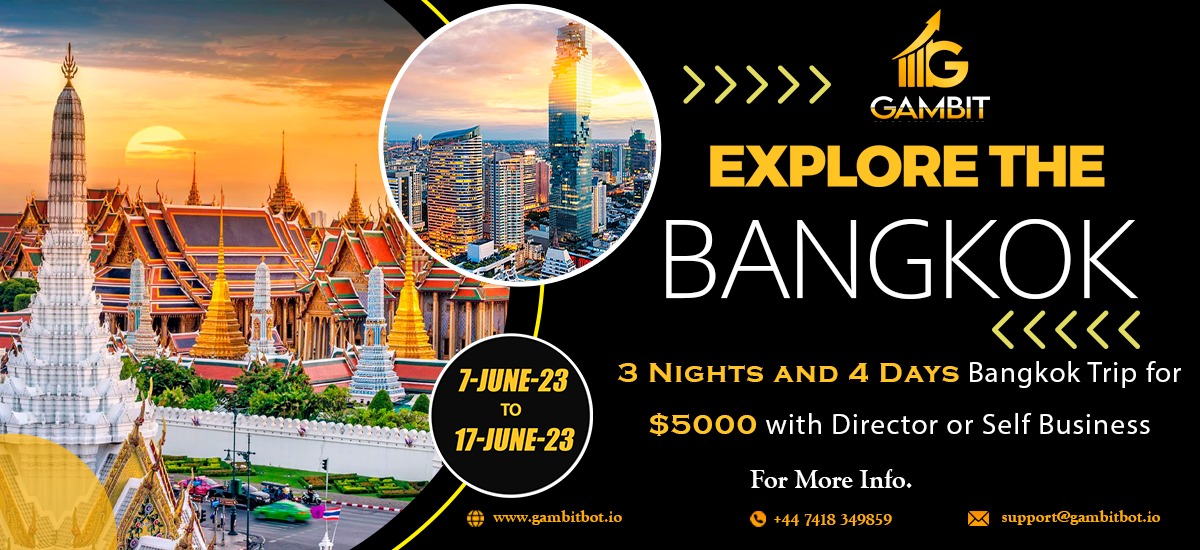 GAMBIT
EXPLORE THE
BANGKOK
7-JUNE-23
TO
17-JUNE-23
3 NIGHTS AND 4 DAYS Bangkok Trip for
$5000 with Director or Self Business
For More Info.
www.gambitbot.io
+44 7418 349859
support@gambitbot.io